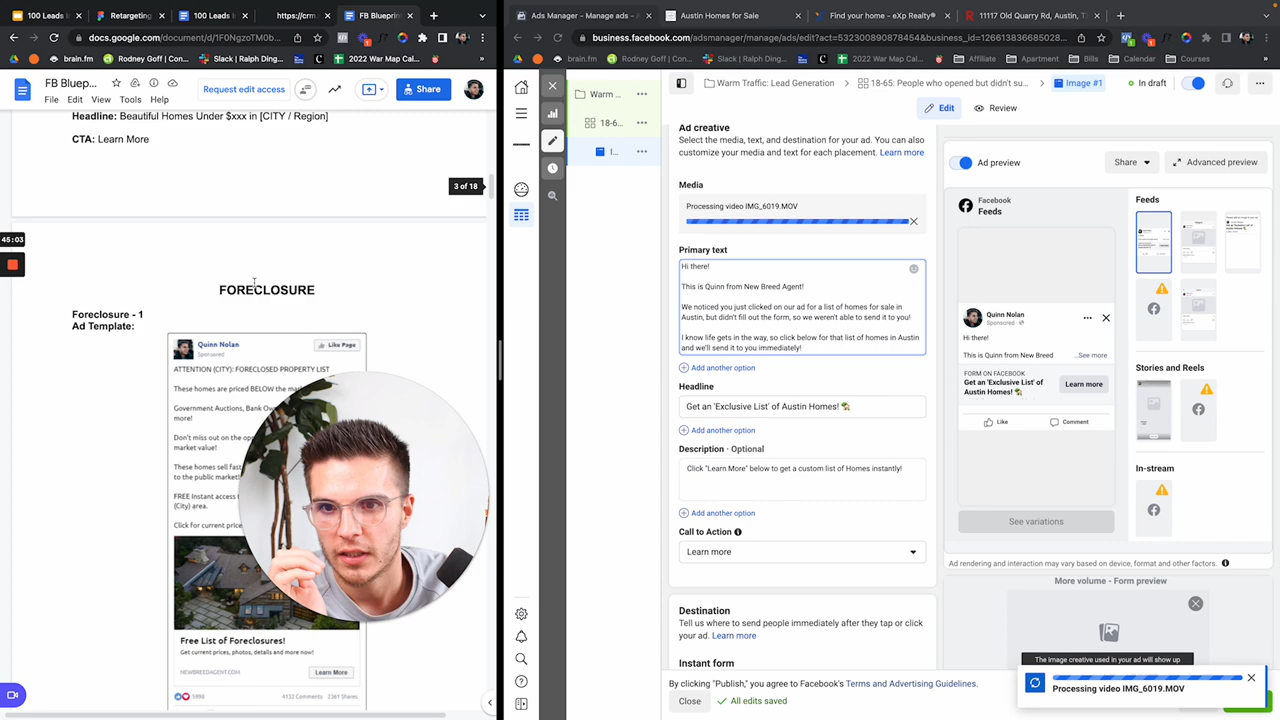 100 Leads I
Retargeting
100 Leads I
https://crm.
FB Blueprint
docs.google.com/document/d/1F0NgzoTM0b...
brain.fm
Rodney Goff / Comp...
Slack | Ralph Ding...
2022 War Map Cal...
FB Bluep...
File Edit View Tools Help
Request edit access
Share
Headline: Beautiful Homes Under $xxx in [CITY / Region]
CTA: Learn More
3 of 18
45:03
FORECLOSURE
Foreclosure - 1
Ad Template:
Quinn Nolan
Sponsored
Like Page
ATTENTION (CITY): FORECLOSED PROPERTY LIST
These homes are priced BELOW the mar
Government Auctions, Bank Ow
more!
Don't miss out on the opp
market value!
These homes sell fast
to the public market!
FREE Instant access t
(City) area.
Click for current price
Free List of Foreclosures!
Get current prices, photos, details and more now!
NEWBREEDAGENT.COM
Learn More
4132 Comments 2361 Shares
Ads Manager - Manage ads -
Austin Homes for Sale
Find your home - eXp Realty®
11117 Old Quarry Rd, Austin, T
business.facebook.com/adsmanager/manage/ads/edit?act=532300890878454&business_id=126613836685028...
brain.fm
Rodney Goff / Comp...
Slack | Ralph Ding...
2022 War Map Cal...
Affiliate
Apartment
Bills
Calendar
Courses
Warm ...
18-6...
I...
Warm Traffic: Lead Generation
18-65: People who opened but didn't su...
Image #1
In draft
Edit
Review
Ad creative
Select the media, text, and destination for your ad. You can
also customize your media and text for each placement. Learn
more
Media
Processing video IMG_6019.MOV
Primary text
Hi there!
This is Quinn from New Breed Agent!
We noticed you just clicked on our ad for a list of homes for sale in
Austin, but didn't fill out the form, so we weren't able to send it to you!
I know life gets in the way, so click below for that list of homes in Austin
and we'll send it to you immediately!
Add another option
Headline
Get an 'Exclusive List' of Austin Homes! 🏡
Add another option
Description - Optional
Click "Learn More" below to get a custom list of Homes instantly!
Add another option
Call to Action
Learn more
Destination
Tell us where to send people immediately after they tap or click
your ad. Learn more
Instant form
By clicking "Publish," you agree to Facebook's Terms and Advertising Guidelines.
Close
All edits saved
Ad preview
Share
Advanced preview
Facebook
Feeds
Quinn Nolan
Sponsored
Hi there!
This is Quinn from New Breed ...See more
FORM ON FACEBOOK
Get an 'Exclusive List' of
Austin Homes! 🏡
Learn more
Like
Comment
See variations
Feeds
Stories and Reels
In-stream
Ad rendering and interaction may vary based on device, format and other factors.
More volume - Form preview
The image creative used in your ad will show up
Processing video IMG_6019.MOV